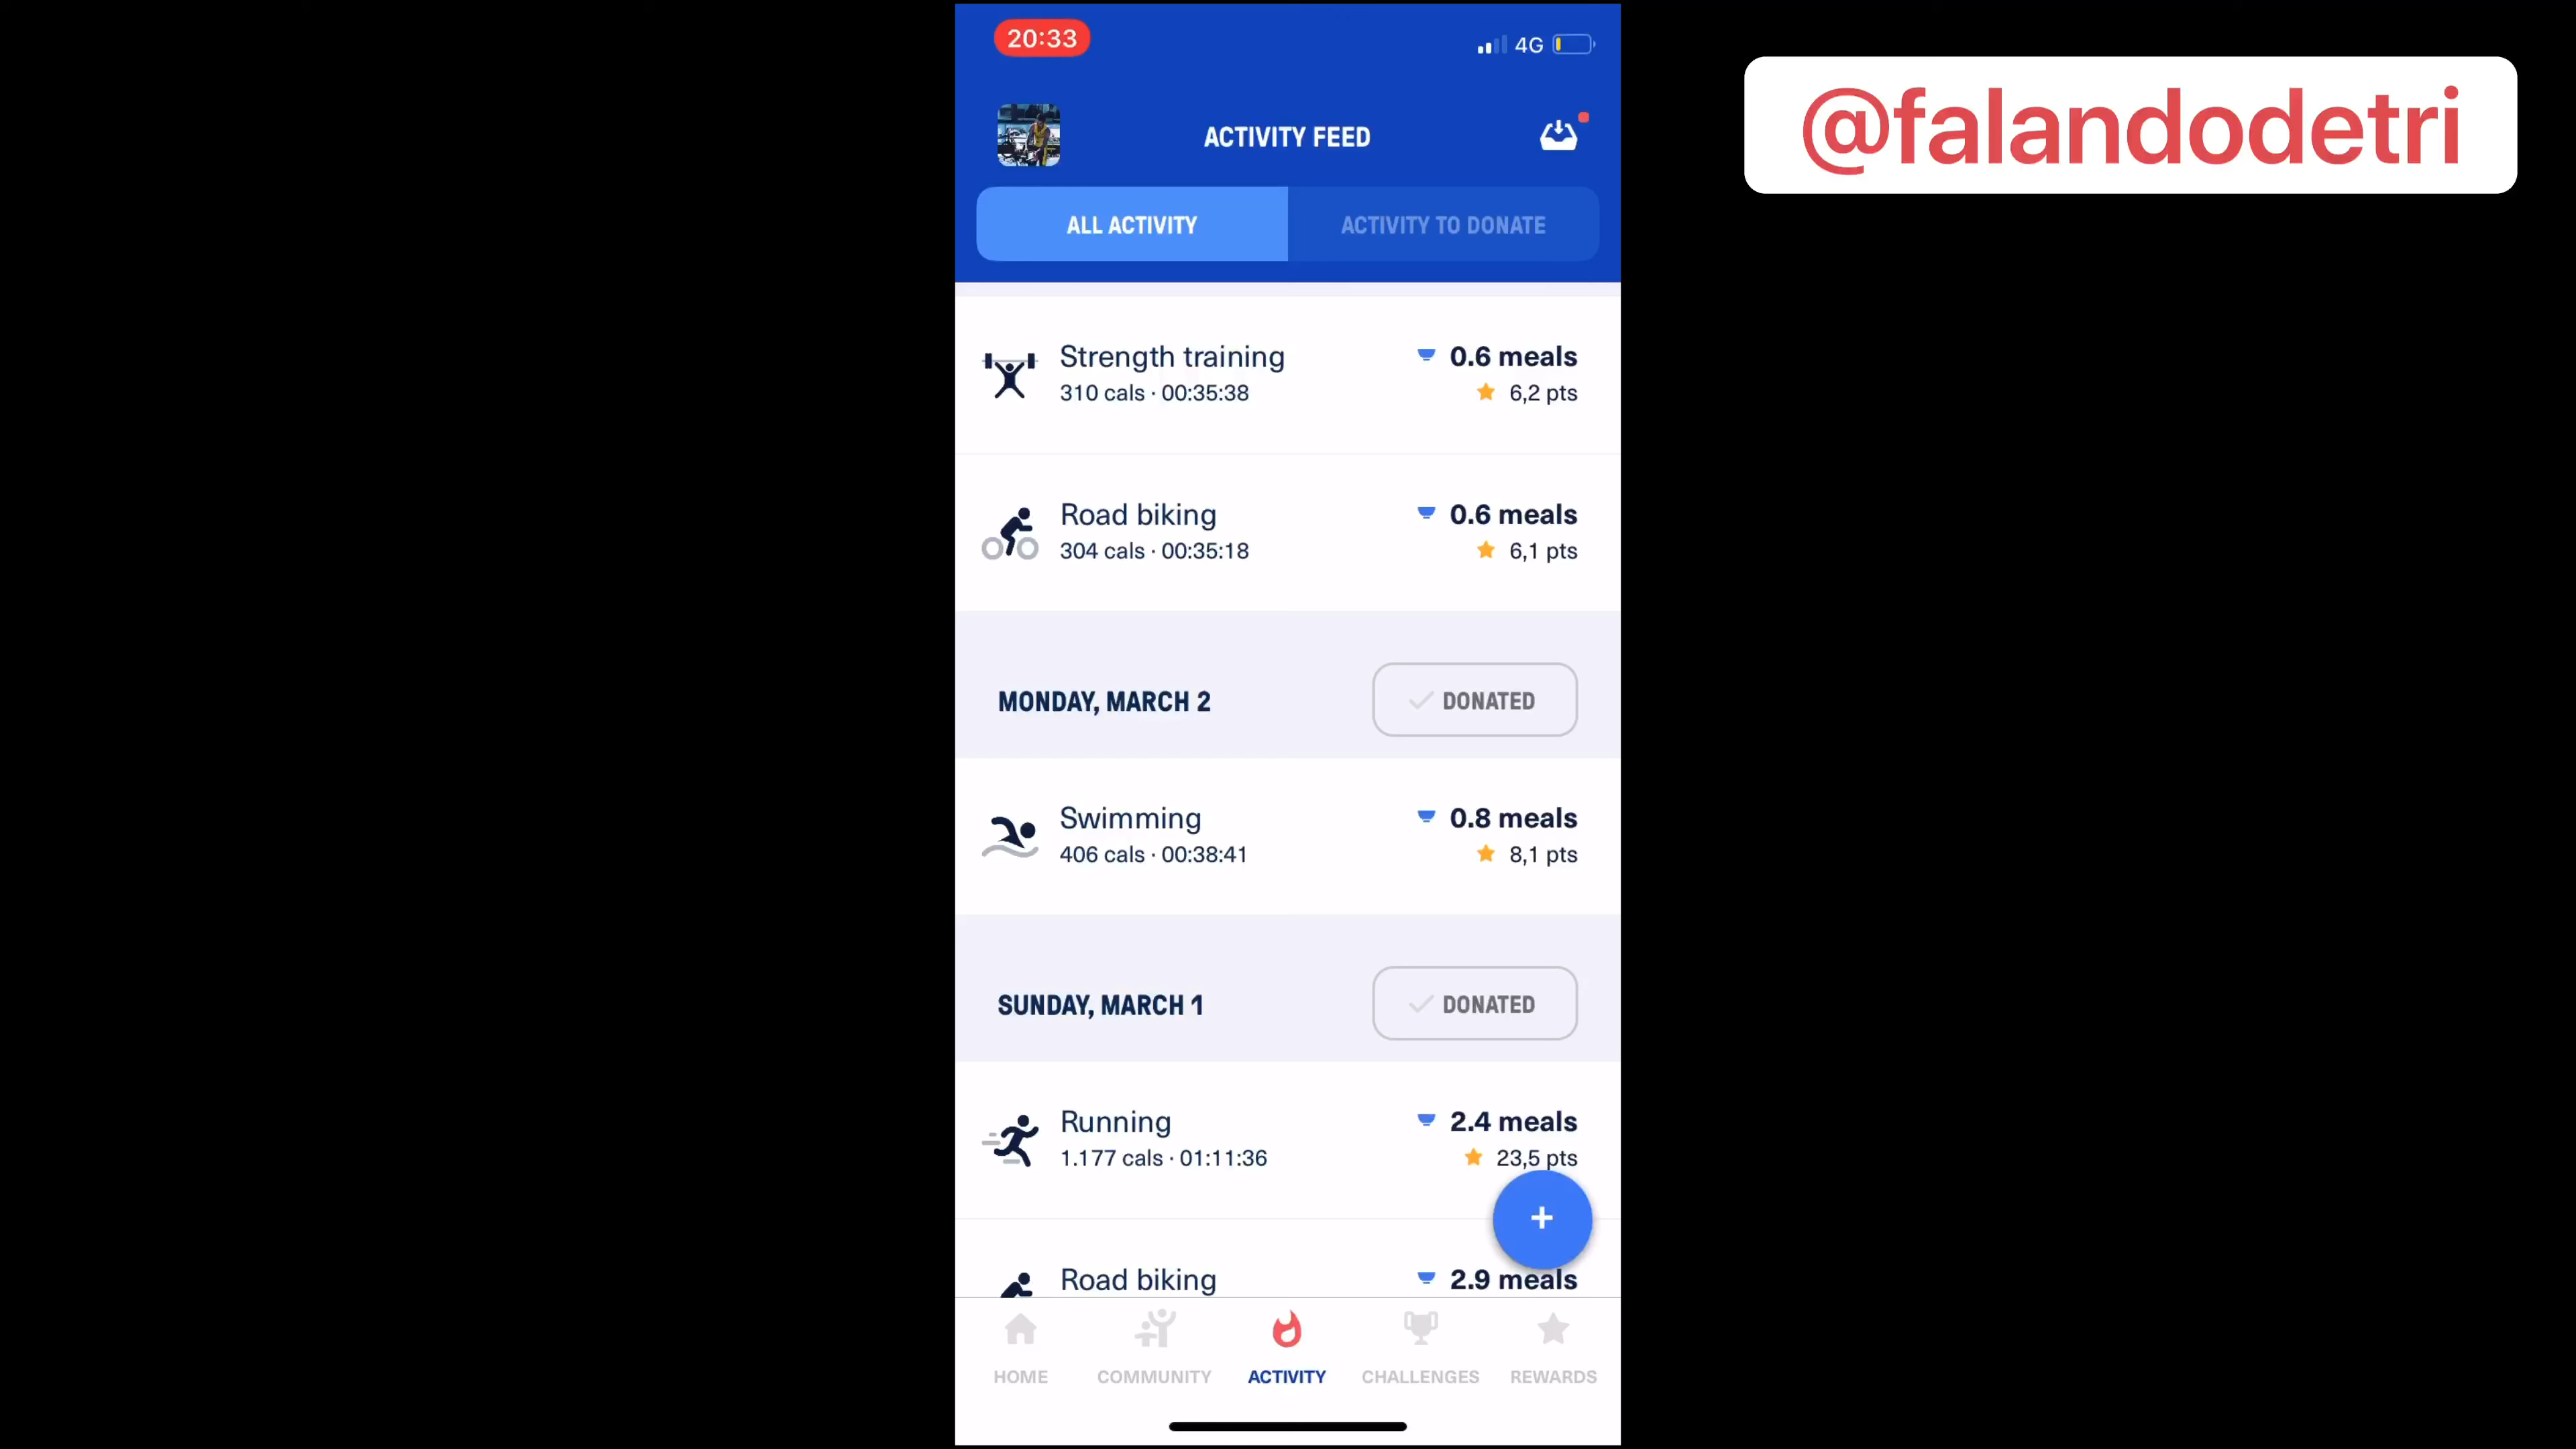 20:33
4G
@falandodetri
ACTIVITY FEED
ALL ACTIVITY
ACTIVITY TO DONATE
Strength training
0.6 meals
310 cals · 00:35:38
6,2 pts
Road biking
0.6 meals
304 cals · 00:35:18
6,1 pts
MONDAY, MARCH 2
DONATED
Swimming
0.8 meals
406 cals · 00:38:41
8,1 pts
SUNDAY, MARCH 1
DONATED
Running
2.4 meals
1.177 cals · 01:11:36
23,5 pts
+
Road biking
2.9 meals
HOME
COMMUNITY
ACTIVITY
CHALLENGES
REWARDS